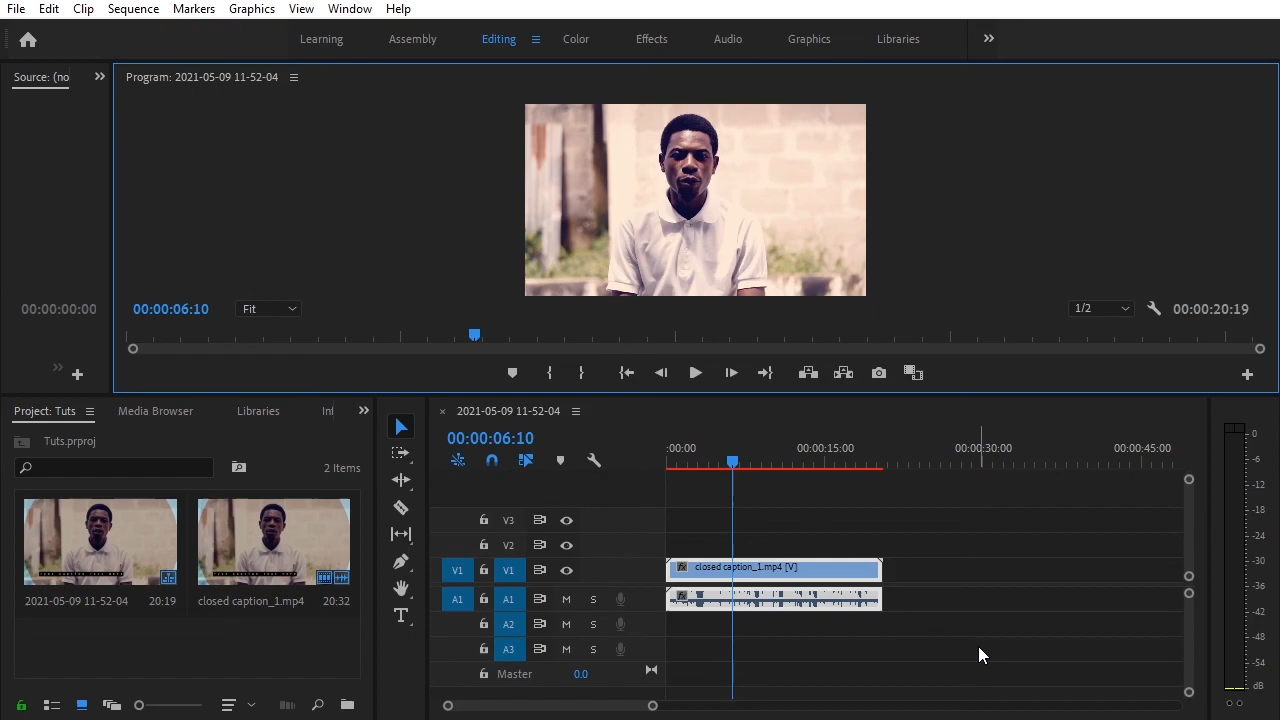 File Edit Clip Sequence Markers Graphics View Window Help
Learning Assembly Editing Color Effects Audio Graphics Libraries
Source: (no
Program: 2021-05-09 11-52-04
00:00:00:00
00:00:06:10
Fit
1/2
00:00:20:19
Project: Tuts Media Browser Libraries
Tuts.prproj
2 Items
2021-05-09 11-52-04 20:19
closed caption_1.mp4 20:32
2021-05-09 11-52-04
00:00:06:10
:00:00 00:00:15:00 00:00:30:00 00:00:45:00
V3
V2
V1 V1 closed caption_1.mp4 [V]
A1 A1 M S
A2 M S
A3 M S
Master 0.0
0
-6
-12
-18
-24
-30
-36
-42
-48
-54
dB